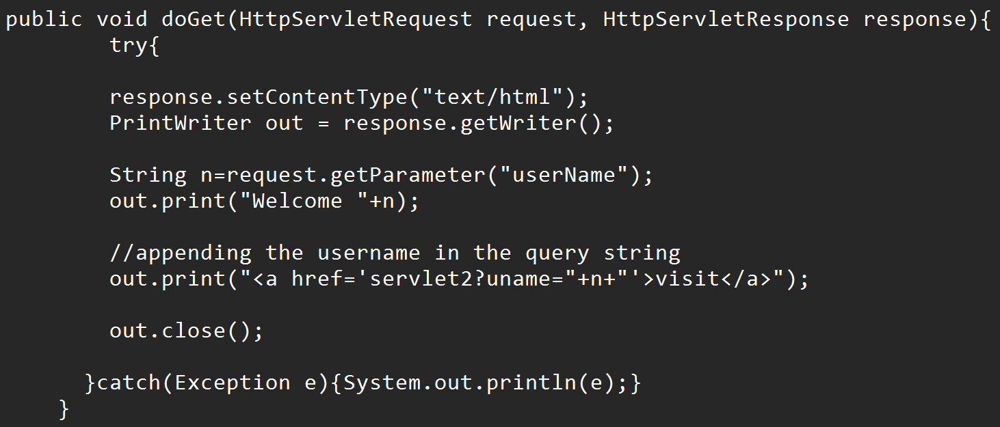 public void doGet(HttpServletRequest request, HttpServletResponse response){
try{
response.setContentType("text/html");
PrintWriter out = response.getWriter();
String n=request.getParameter("userName");
out.print("Welcome "+n);
//appending the username in the query string
out.print("<a href='servlet2?uname="+n+"'>visit</a>");
out.close();
}catch(Exception e){System.out.println(e);}
}